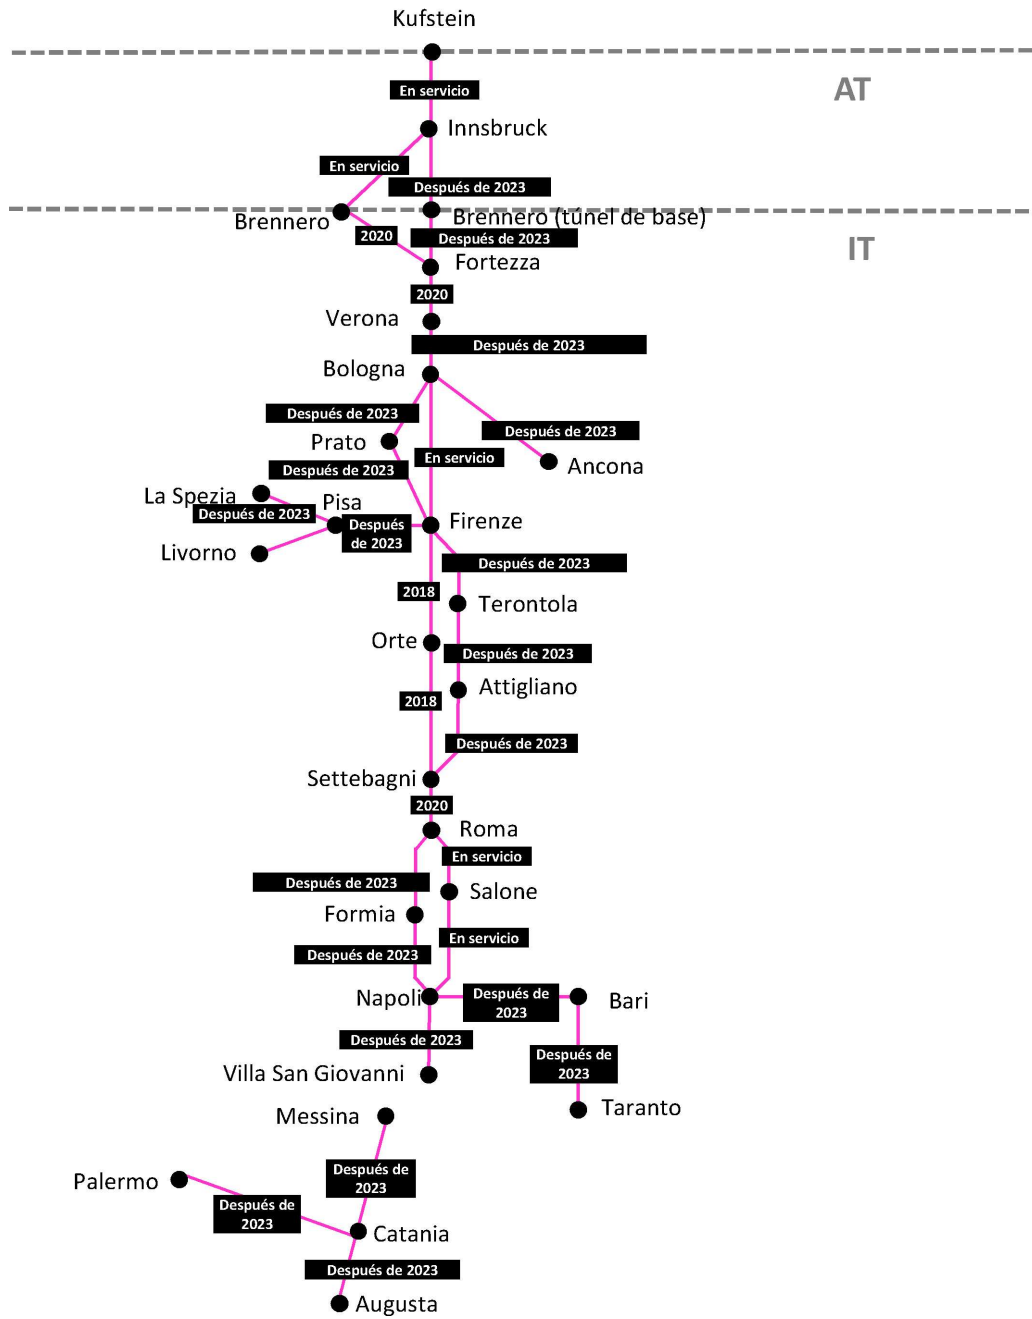 Kufstein
En servicio
AT
Innsbruck
En servicio
Después de 2023
Brennero
Brennero (túnel de base)
2020
Después de 2023
IT
Fortezza
2020
Verona
Después de 2023
Bologna
Después de 2023
Después de 2023
Prato
En servicio
Ancona
Después de 2023
La Spezia
Pisa
Después de 2023
Después
de 2023
Firenze
Livorno
Después de 2023
2018
Terontola
Orte
Después de 2023
Attigliano
2018
Después de 2023
Settebagni
2020
Roma
En servicio
Después de 2023
Salone
Formia
En servicio
Después de 2023
Napoli
Después de
2023
Bari
Después de 2023
Después de
2023
Villa San Giovanni
Taranto
Messina
Después de
2023
Palermo
Después de
2023
Catania
Después de 2023
Augusta